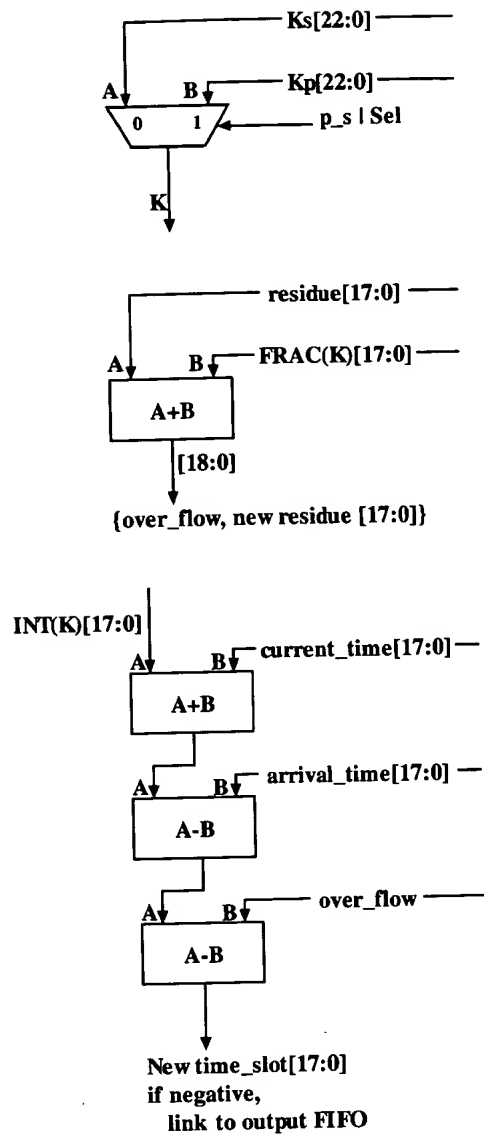 Ks[22:0]
A B Kp[22:0]
0 1 p_s | Sel
K
residue[17:0]
A B FRAC(K)[17:0]
A+B
[18:0]
{over_flow, new residue [17:0]}
INT(K)[17:0]
A B current_time[17:0]
A+B
A B arrival_time[17:0]
A-B
A B over_flow
A-B
New time_slot[17:0]
if negative,
link to output FIFO